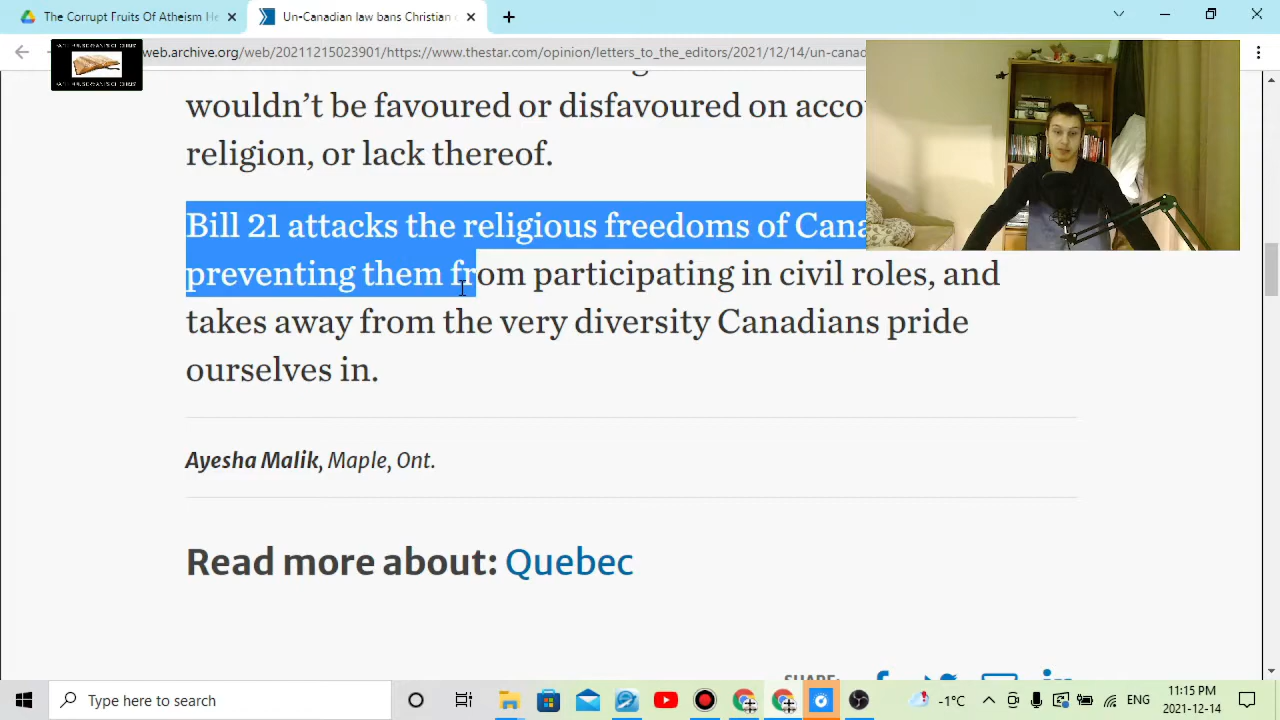 The Corrupt Fruits Of Atheism He
Un-Canadian law bans Christian
web.archive.org/web/20211215023901/https://www.thestar.com/opinion/letters_to_the_editors/2021/12/14/un-canad
wouldn’t be favoured or disfavoured on acco
religion, or lack thereof.
Bill 21 attacks the religious freedoms of Cana
preventing them from participating in civil roles, and
takes away from the very diversity Canadians pride
ourselves in.
Ayesha Malik, Maple, Ont.
Read more about: Quebec
SHARE
Type here to search
-1°C
ENG
11:15 PM
2021-12-14